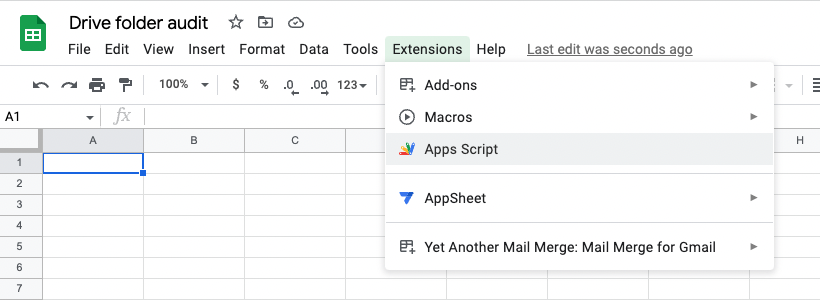 Drive folder audit
File Edit View Insert Format Data Tools Extensions Help Last edit was seconds ago
100% $ % .0 .00 123
Add-ons
A1 fx
Macros
A B C H
Apps Script
1
2
3
4
5
6
7
AppSheet
Yet Another Mail Merge: Mail Merge for Gmail